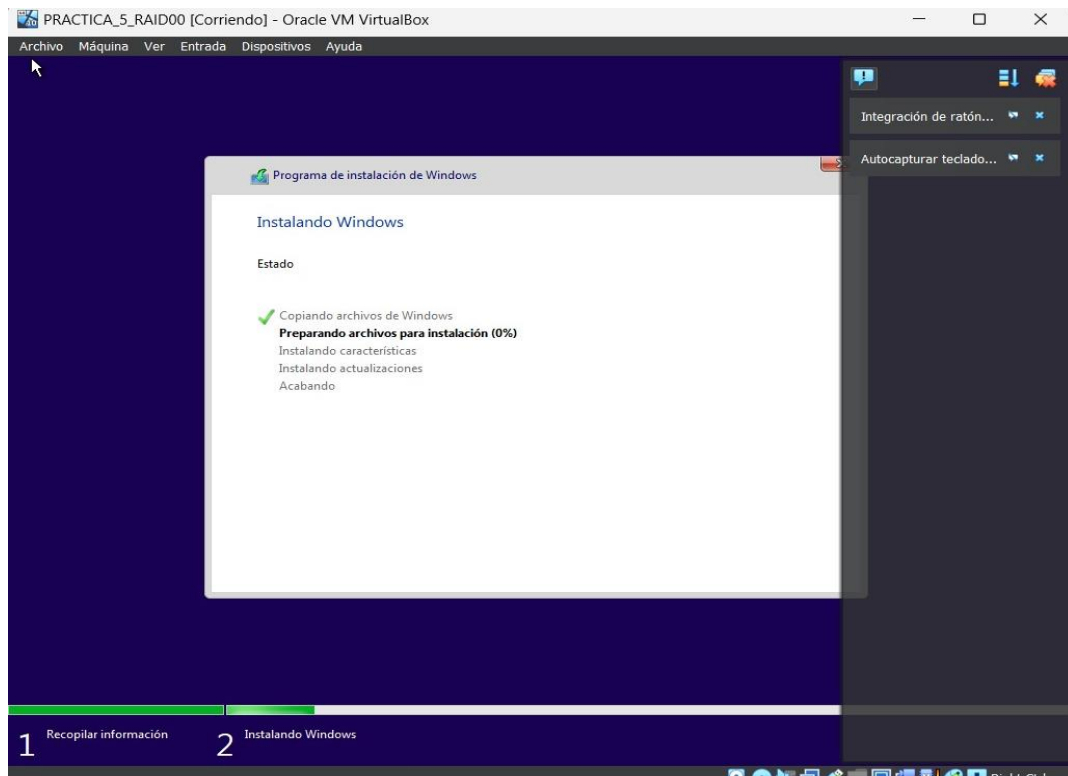 PRACTICA_5_RAID00 [Corriendo] - Oracle VM VirtualBox
Archivo Máquina Ver Entrada Dispositivos Ayuda
Integración de ratón...
Autocapturar teclado...
Programa de instalación de Windows
Instalando Windows
Estado
Copiando archivos de Windows
Preparando archivos para instalación (0%)
Instalando características
Instalando actualizaciones
Acabando
1 Recopilar información 2 Instalando Windows